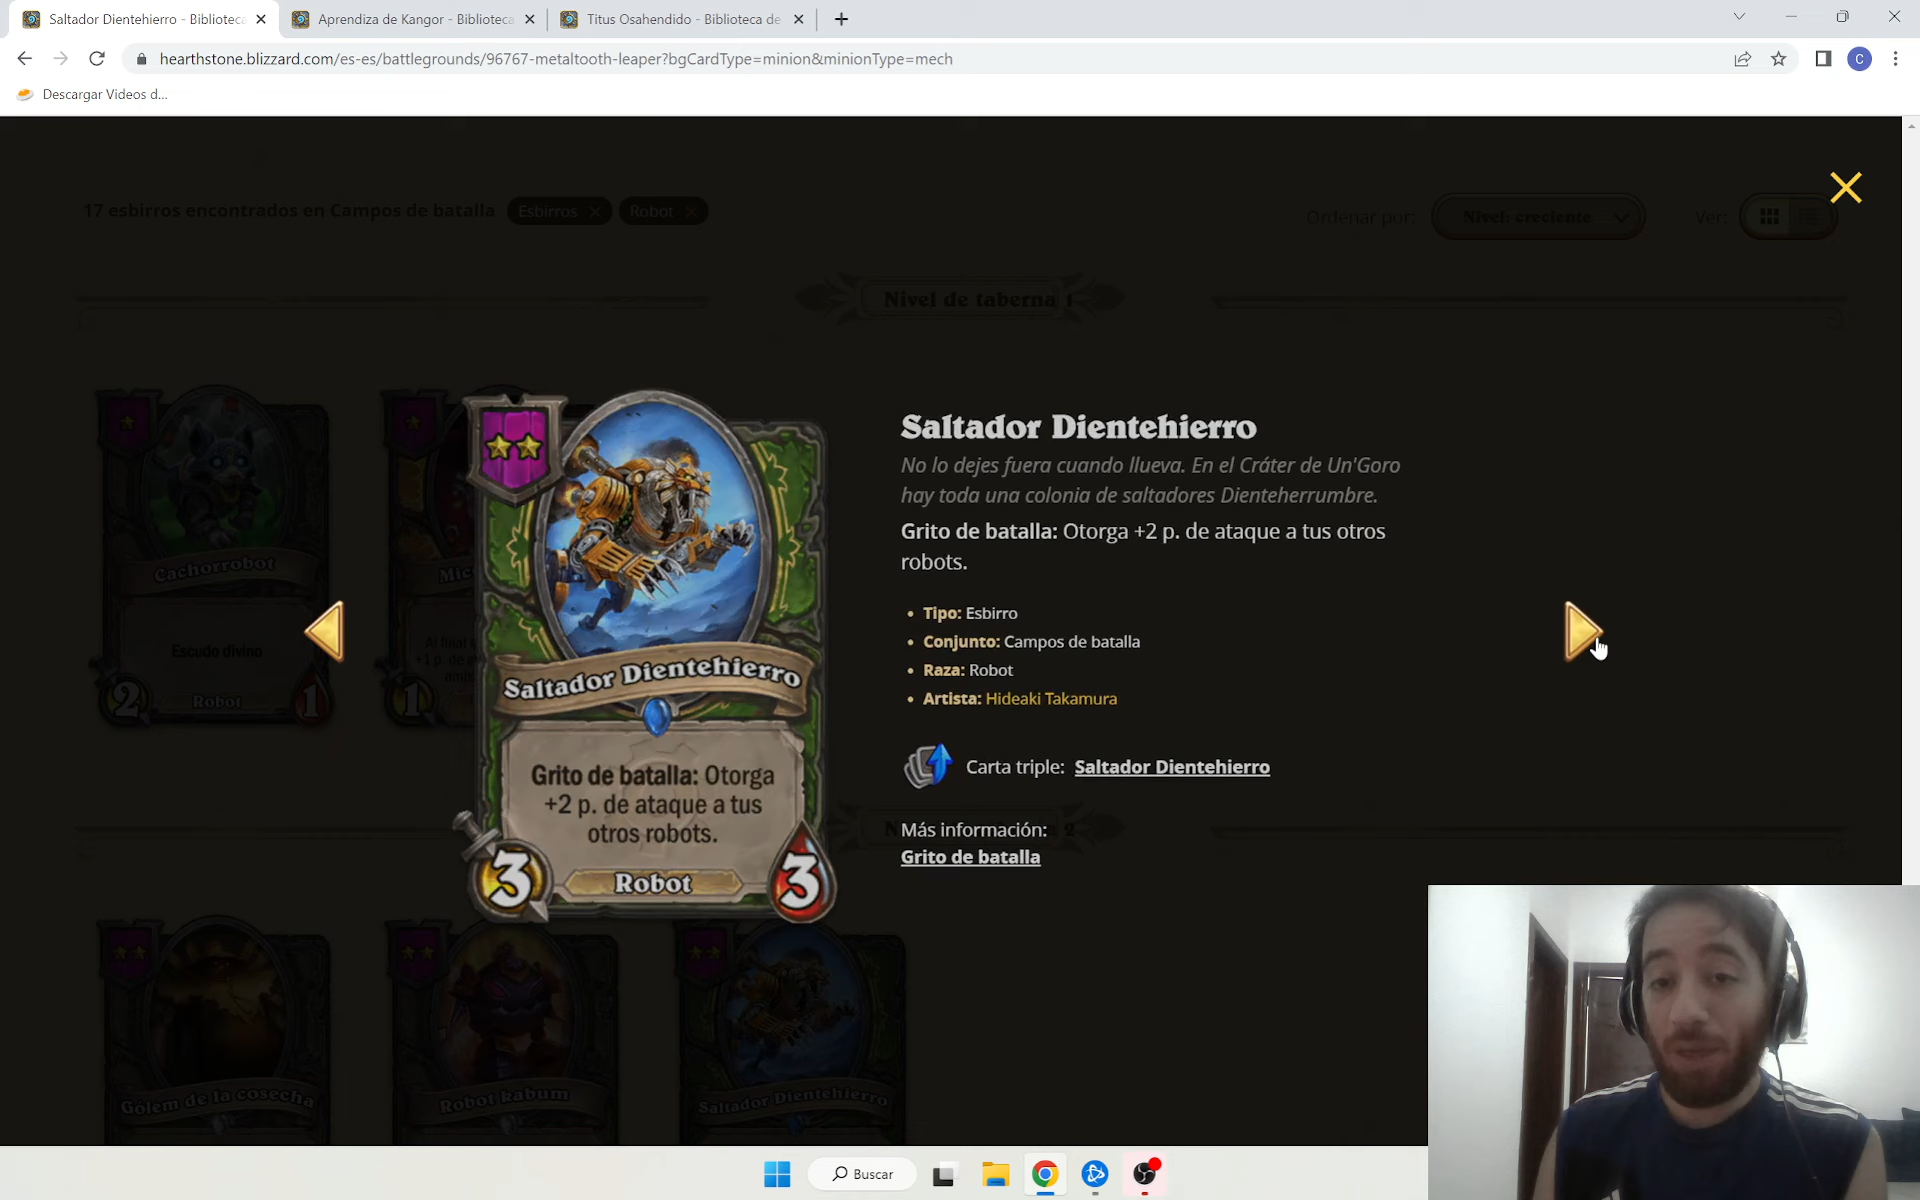 Saltador Dientehierro - Biblioteca
Aprendiza de Kangor - Biblioteca
Titus Osahendido - Biblioteca de
hearthstone.blizzard.com/es-es/battlegrounds/96767-metaltooth-leaper?bgCardType=minion&minionType=mech
C
Descargar Videos d...
17 esbirros encontrados en Campos de batalla
Esbirros
Robot
Ordenar por:
Nivel: creciente
Ver:
Nivel de taberna 1
Cachorrobot
Escudo divino
2
Robot
1
Al final
1
Saltador Dientehierro
Grito de batalla: Otorga
+2 p. de ataque a tus
otros robots.
3
Robot
3
Saltador Dientehierro
No lo dejes fuera cuando llueva. En el Cráter de Un'Goro
hay toda una colonia de saltadores Dienteherrumbre.
Grito de batalla: Otorga +2 p. de ataque a tus otros
robots.
Tipo: Esbirro
Conjunto: Campos de batalla
Raza: Robot
Artista: Hideaki Takamura
Carta triple: Saltador Dientehierro
Más información:
Grito de batalla
2
Gólem de la cosecha
Robot kabum
Saltador Dientehierro
Buscar